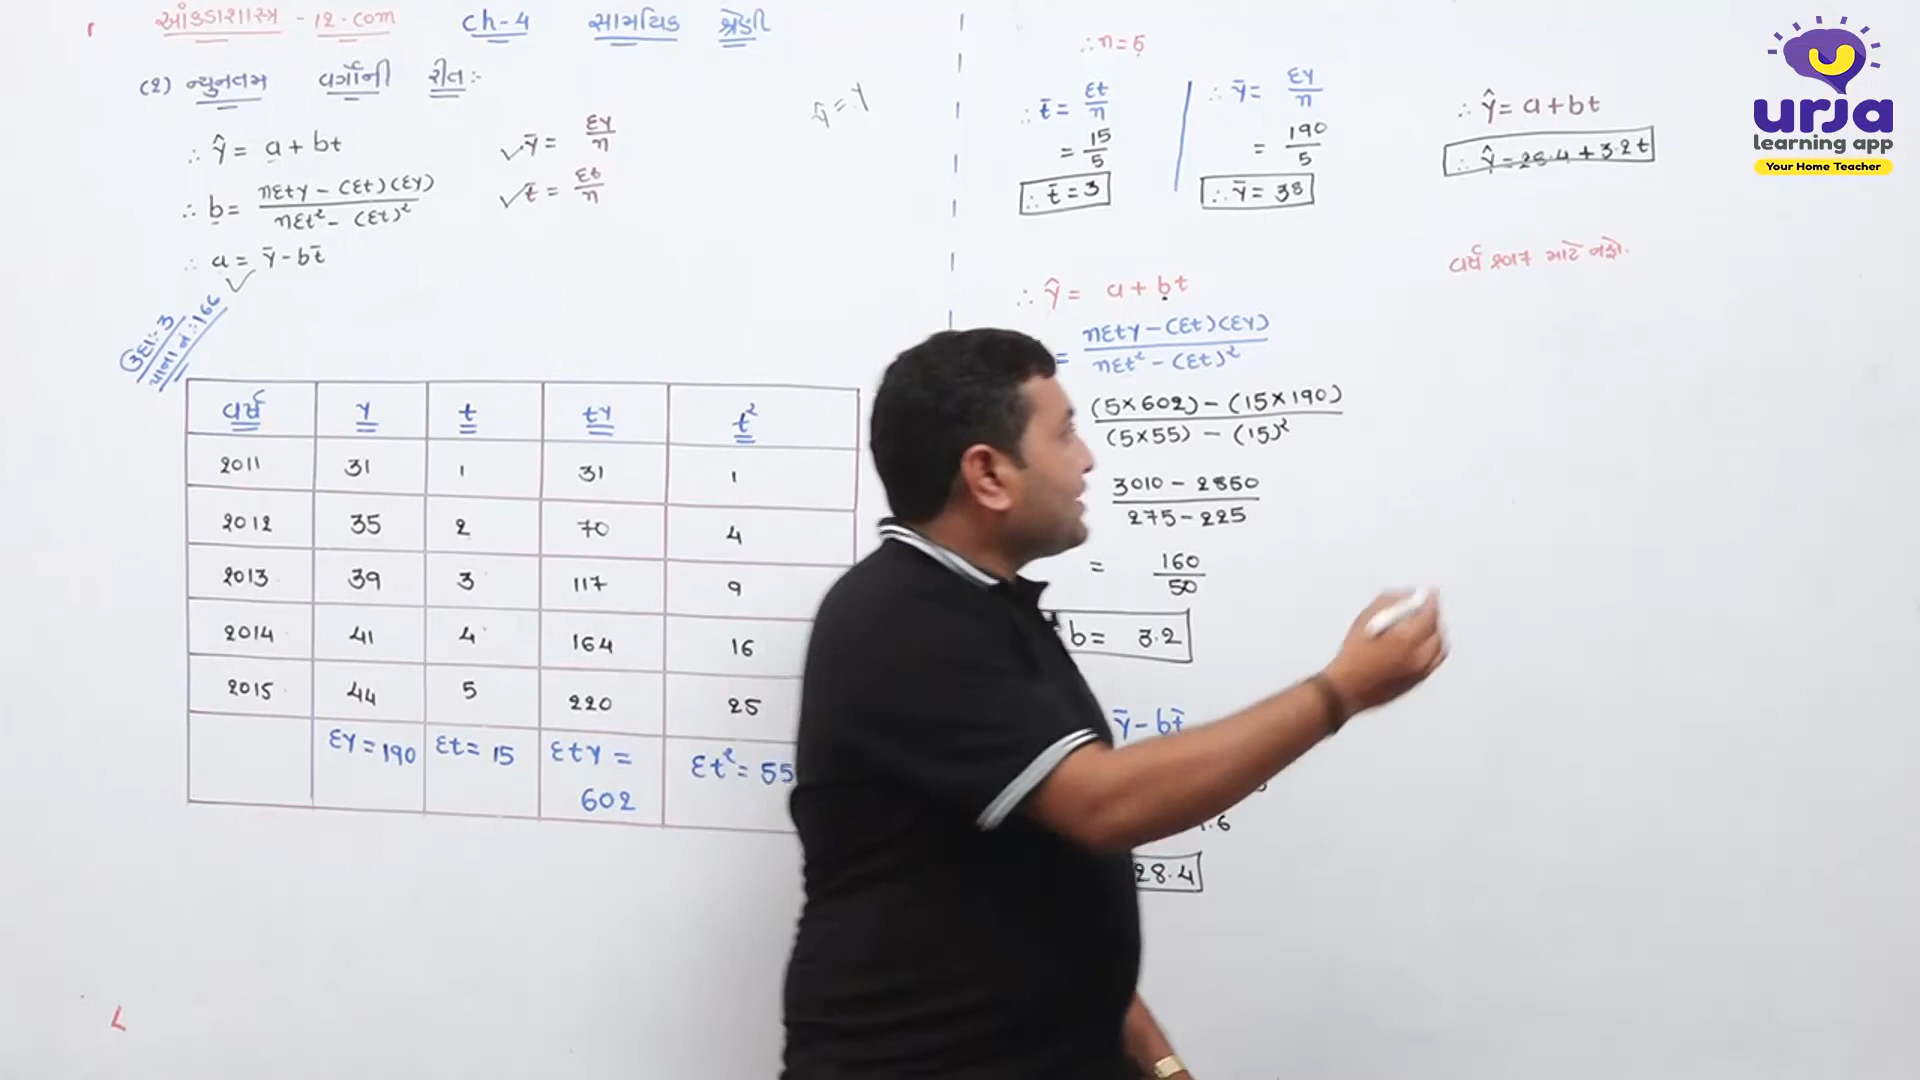 આંકડાશાસ્ત્ર - 12 - com ch-4 સામયિક શ્રેણી
(૨) ન્યુનતમ વર્ગોની રીત :-
∴ Ŷ = a + bt
∴ b = nΣty - (Σt)(Σy) / nΣt² - (Σt)²
∴ a = ȳ - bt̄
✓ ȳ = Σy / n
✓ t̄ = Σt / n
ઉદા:-3
પાના નં.:166
વર્ષ y t ty t²
2011 31 1 31 1
2012 35 2 70 4
2013 39 3 117 9
2014 41 4 164 16
2015 44 5 220 25
Σy = 190 Σt = 15 Σty = 602 Σt² = 55
∴ n = 5
∴ t̄ = Σt / n
= 15 / 5
∴ t̄ = 3
∴ ȳ = Σy / n
= 190 / 5
∴ ȳ = 38
∴ ŷ = a + bt
= nΣty - (Σt)(Σy) / nΣt² - (Σt)²
(5×602) - (15×190) / (5×55) - (15)²
3010 - 2850 / 275 - 225
= 160 / 50
b = 3.2
ȳ - bt̄
.6
28.4
∴ ŷ = a + bt
∴ ŷ = 28.4 + 3.2t
વર્ષ ૨૦૧૭ માટે નફો.
urja
learning app
Your Home Teacher